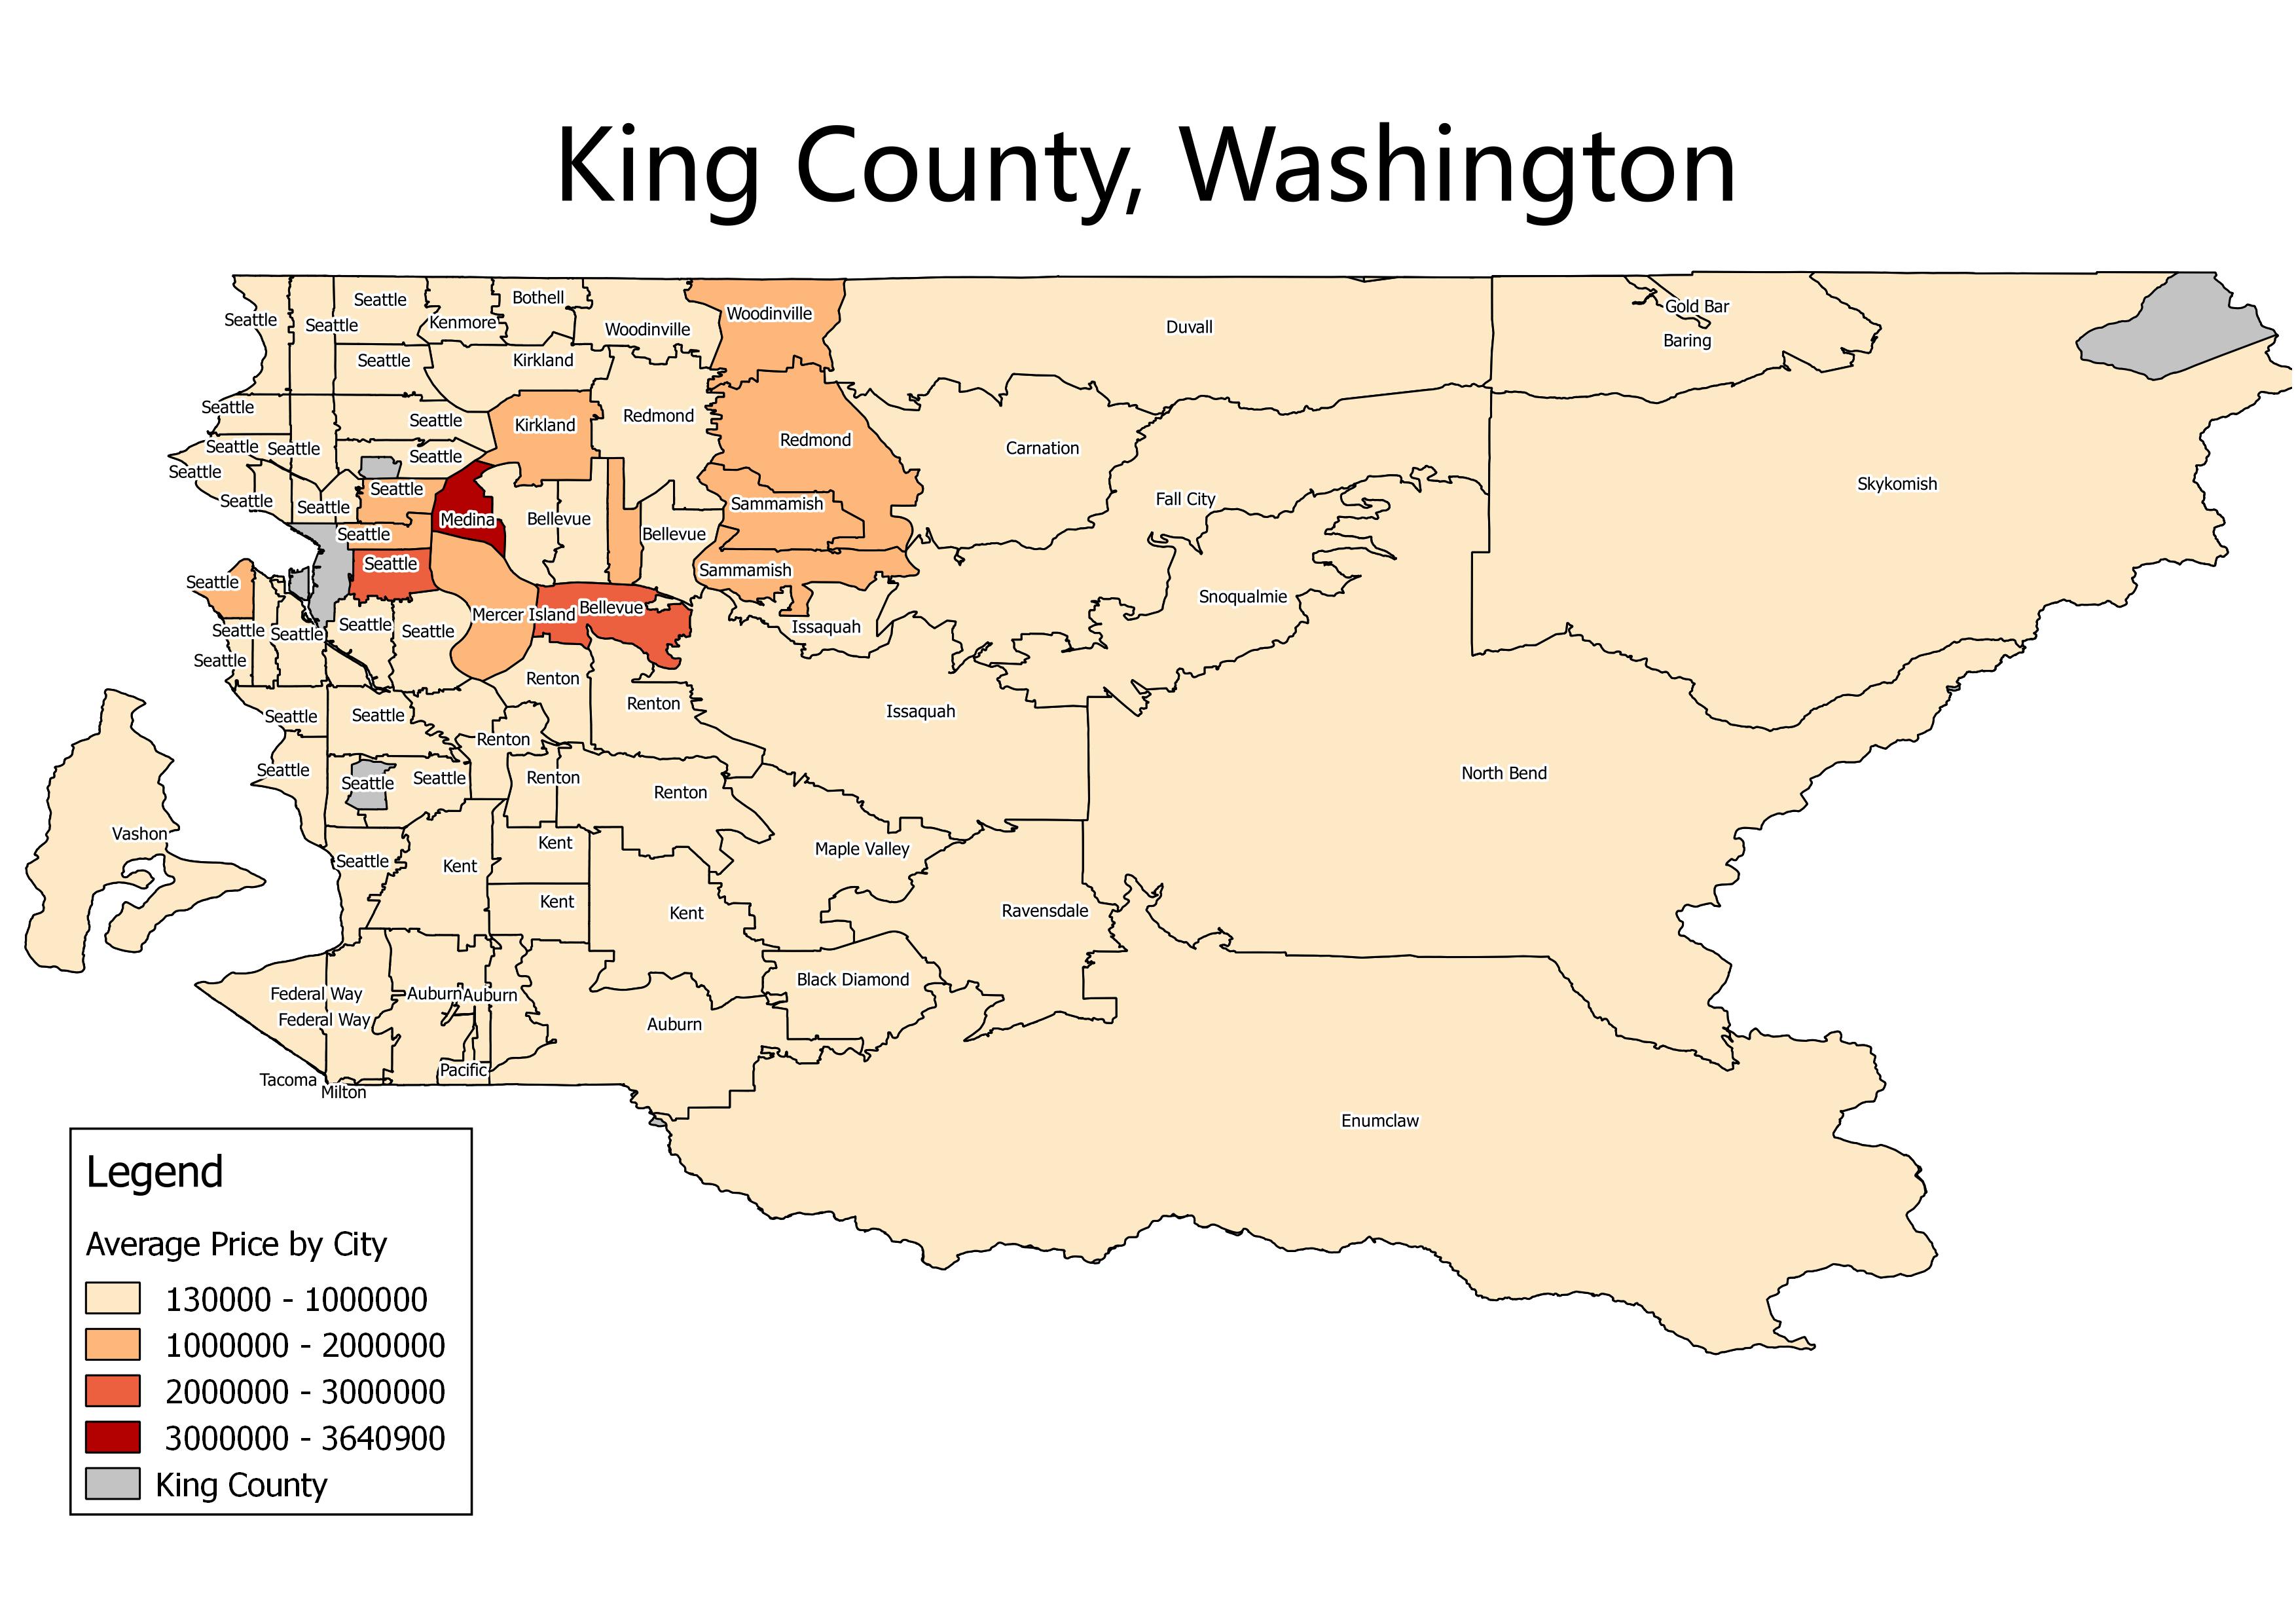 King County, Washington
Seattle
Bothell
Gold Bar
Woodinville
Seattle
Kenmore
Seattle
Duvall
Woodinville
Baring
Seattle
Kirkland
Seattle
Seattle
Kirkland
Redmond
Redmond
Seattle
Seattle
Carnation
Seattle
Seattle
Skykomish
Seattle
Seattle
Fall City
Seattle
Sammamish
Seattle
Medina
Bellevue
Seattle
Bellevue
Seattle
Sammamish
Seattle
Snoqualmie
Bellevue
Mercer Island
Seattle
Issaquah
Seattle
Seattle
Seattle
Seattle
Renton
Renton
Issaquah
Seattle
Seattle
Renton
Seattle
North Bend
Seattle
Renton
Seattle
Renton
Vashon
Kent
Maple Valley
Seattle
Kent
Kent
Ravensdale
Kent
Black Diamond
Federal Way
Auburn
Auburn
Federal Way
Auburn
Pacific
Tacoma
Milton
Enumclaw
Legend
Average Price by City
130000 - 1000000
1000000 - 2000000
2000000 - 3000000
3000000 - 3640900
King County